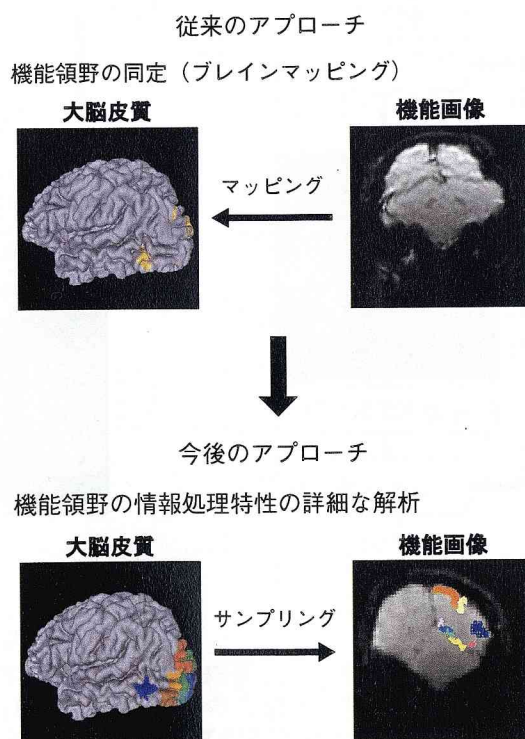 従来のアプローチ
機能領野の同定（ブレインマッピング）
大脳皮質
機能画像
マッピング
今後のアプローチ
機能領野の情報処理特性の詳細な解析
大脳皮質
機能画像
サンプリング